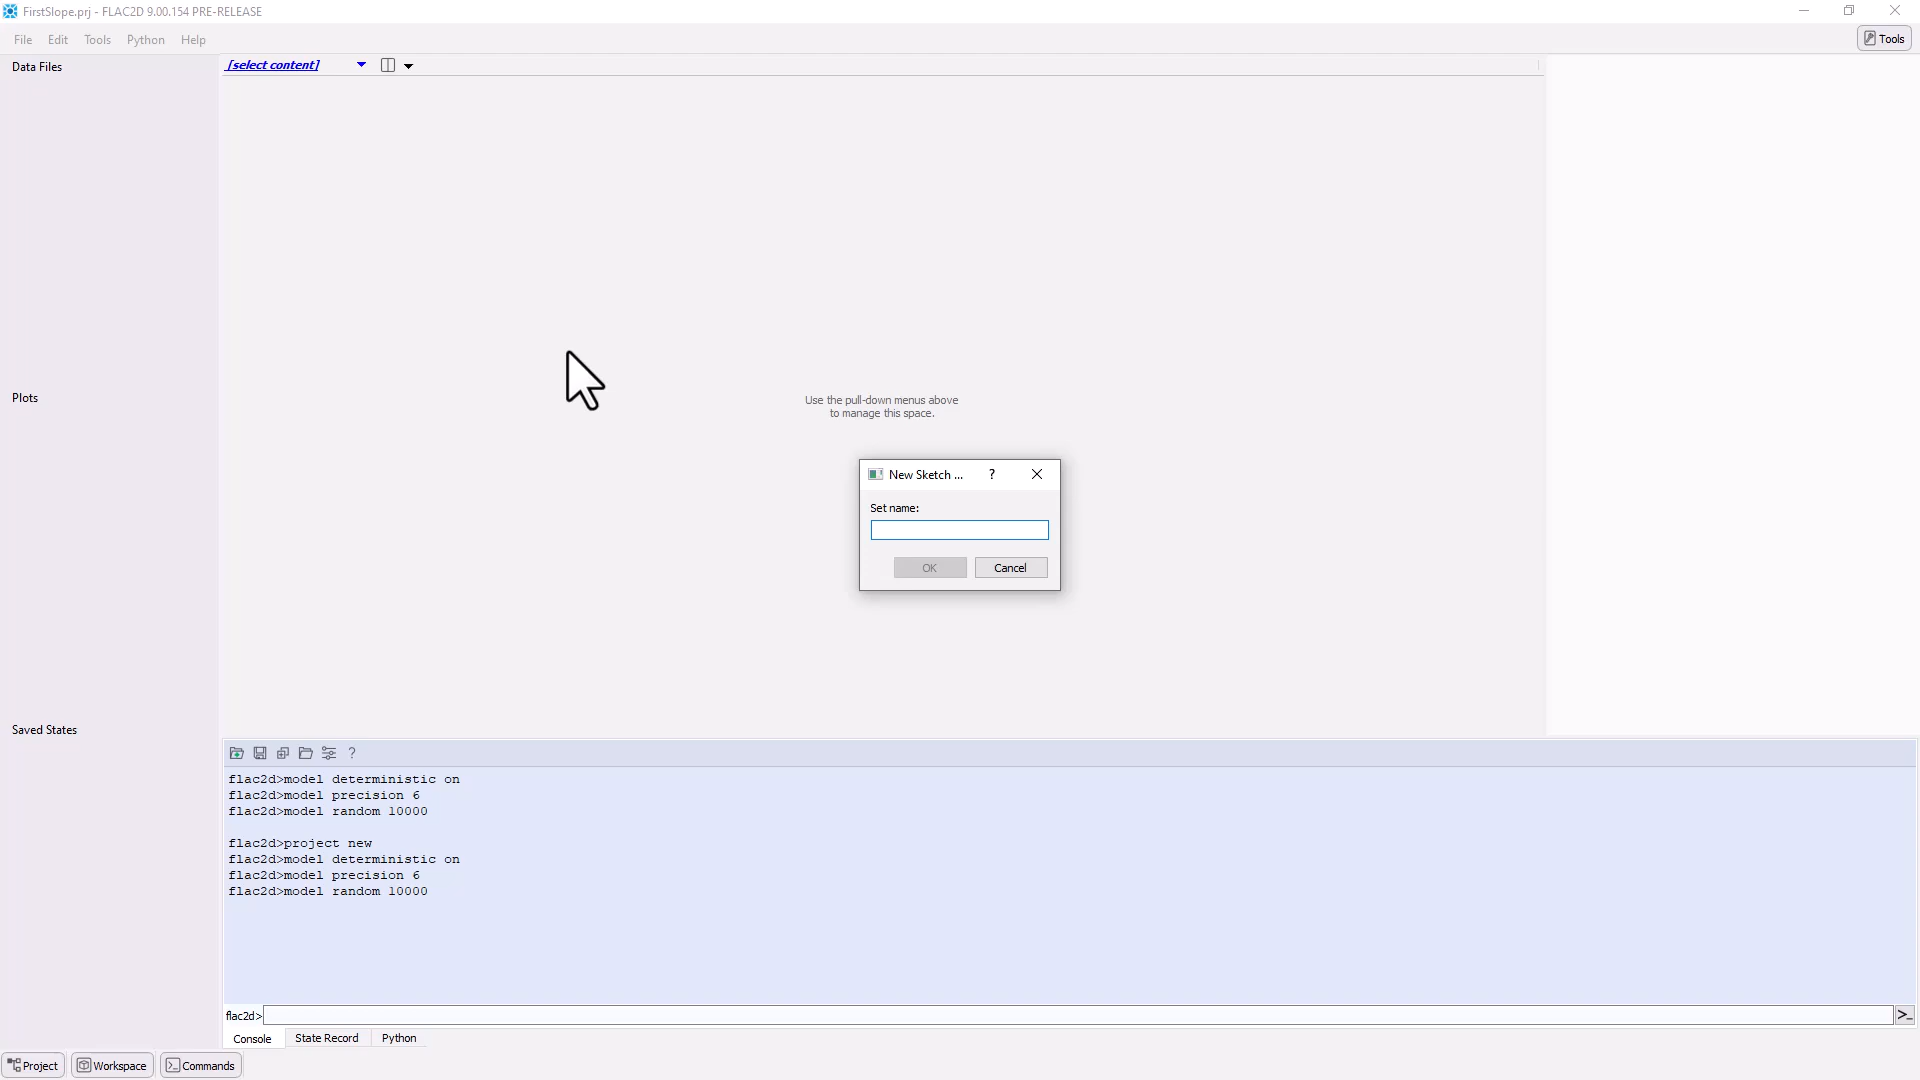 FirstSlope.prj - FLAC2D 9.00.154 PRE-RELEASE
File Edit Tools Python Help
Tools
Data Files
[select content]
Plots
Use the pull-down menus above
to manage this space.
New Sketch ... ?
Set name:
OK Cancel
Saved States
?
flac2d>model deterministic on
flac2d>model precision 6
flac2d>model random 10000
flac2d>project new
flac2d>model deterministic on
flac2d>model precision 6
flac2d>model random 10000
flac2d>
Console State Record Python
Project Workspace Commands